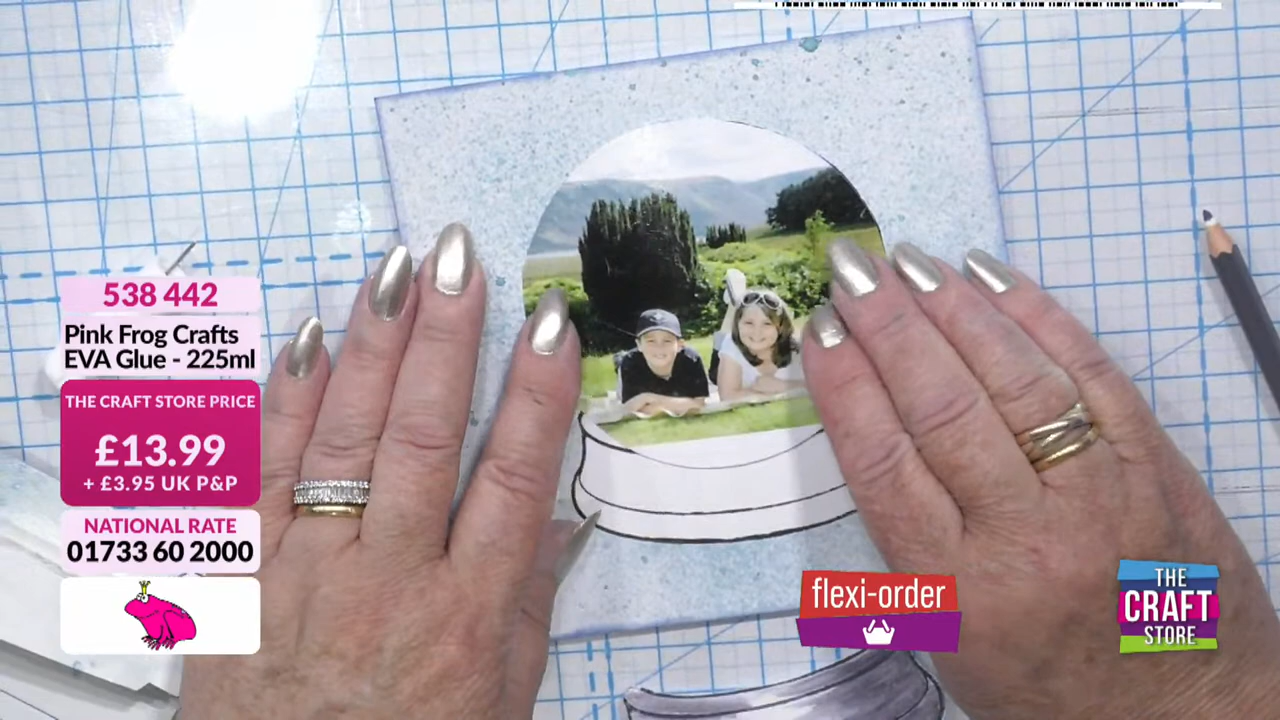 538 442
Pink Frog Crafts
EVA Glue - 225ml
THE CRAFT STORE PRICE
£13.99
+ £3.95 UK P&P
NATIONAL RATE
01733 60 2000
flexi-order
THE
CRAFT
STORE